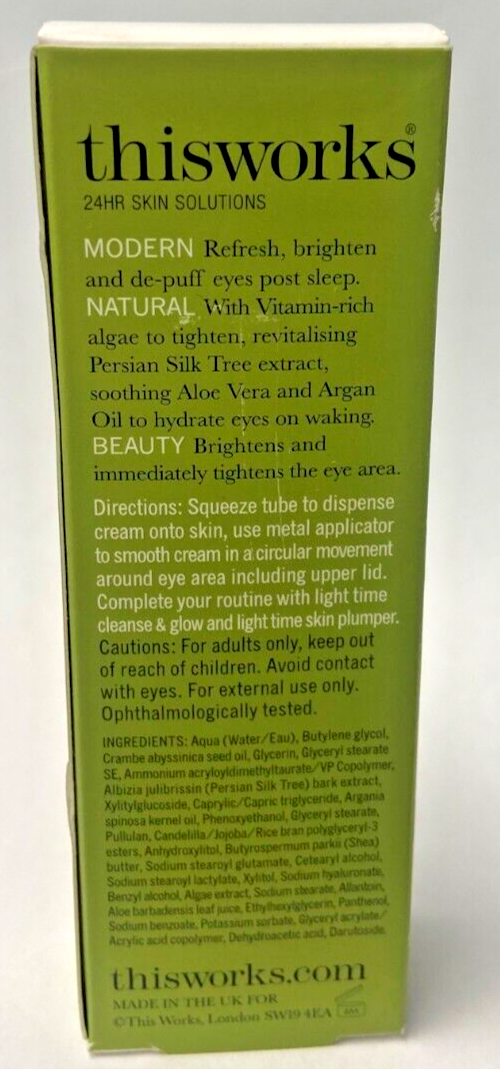 thisworks®
24HR SKIN SOLUTIONS
MODERN Refresh, brighten
and de-puff eyes post sleep.
NATURAL With Vitamin-rich
algae to tighten, revitalising
Persian Silk Tree extract,
soothing Aloe Vera and Argan
Oil to hydrate eyes on waking.
BEAUTY Brightens and
immediately tightens the eye area.
Directions: Squeeze tube to dispense
cream onto skin, use metal applicator
to smooth cream in a circular movement
around eye area including upper lid.
Complete your routine with light time
cleanse & glow and light time skin plumper.
Cautions: For adults only, keep out
of reach of children. Avoid contact
with eyes. For external use only.
Ophthalmologically tested.
INGREDIENTS: Aqua (Water/Eau), Butylene glycol,
Crambe abyssinica seed oil, Glycerin, Glyceryl stearate
SE, Ammonium acryloyldimethyltaurate/VP Copolymer,
Albizia julibrissin (Persian Silk Tree) bark extract,
Xylitylglucoside, Caprylic/Capric triglyceride, Argania
spinosa kernel oil, Phenoxyethanol, Glyceryl stearate,
Pullulan, Candelilla/Jojoba/Rice bran polyglyceryl-3
esters, Anhydroxylitol, Butyrospermum parkii (Shea)
butter, Sodium stearoyl glutamate, Cetearyl alcohol,
Sodium stearoyl lactylate, Xylitol, Sodium hyaluronate,
Benzyl alcohol, Algae extract, Sodium stearate, Allantoin,
Aloe barbadensis leaf juice, Ethylhexylglycerin, Panthenol,
Sodium benzoate, Potassium sorbate, Glyceryl acrylate/
Acrylic acid copolymer, Dehydroacetic acid, Darutoside.
thisworks.com
MADE IN THE UK FOR
©This Works, London SW19 4EA